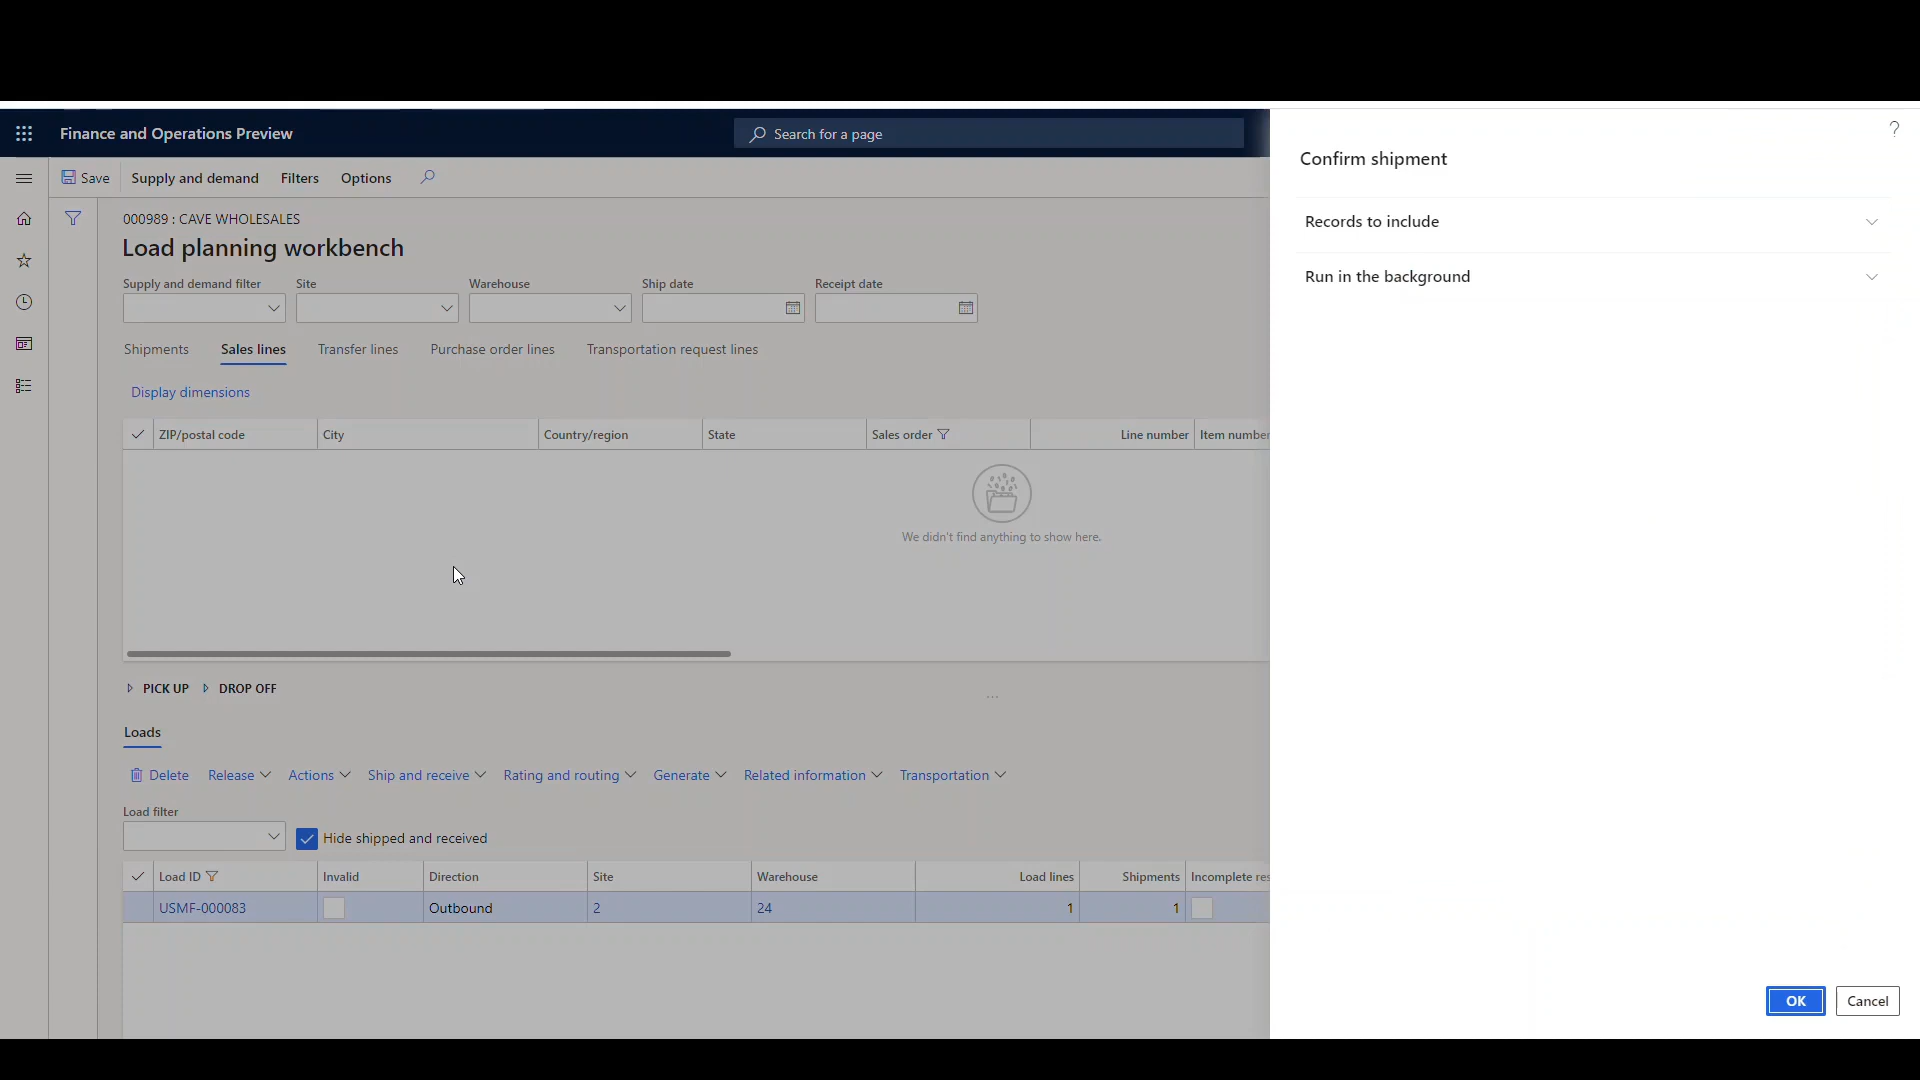 Finance and Operations Preview
Search for a page
?
Confirm shipment
Save
Supply and demand
Filters
Options
Records to include
Run in the background
000989 : CAVE WHOLESALES
Load planning workbench
Supply and demand filter
Site
Warehouse
Ship date
Receipt date
Shipments
Sales lines
Transfer lines
Purchase order lines
Transportation request lines
Display dimensions
ZIP/postal code
City
Country/region
State
Sales order
Line number
Item number
We didn't find anything to show here.
PICK UP
DROP OFF
...
Loads
Delete
Release
Actions
Ship and receive
Rating and routing
Generate
Related information
Transportation
Load filter
Hide shipped and received
Load ID
Invalid
Direction
Site
Warehouse
Load lines
Shipments
Incomplete res
USMF-000083
Outbound
2
24
1
1
OK
Cancel